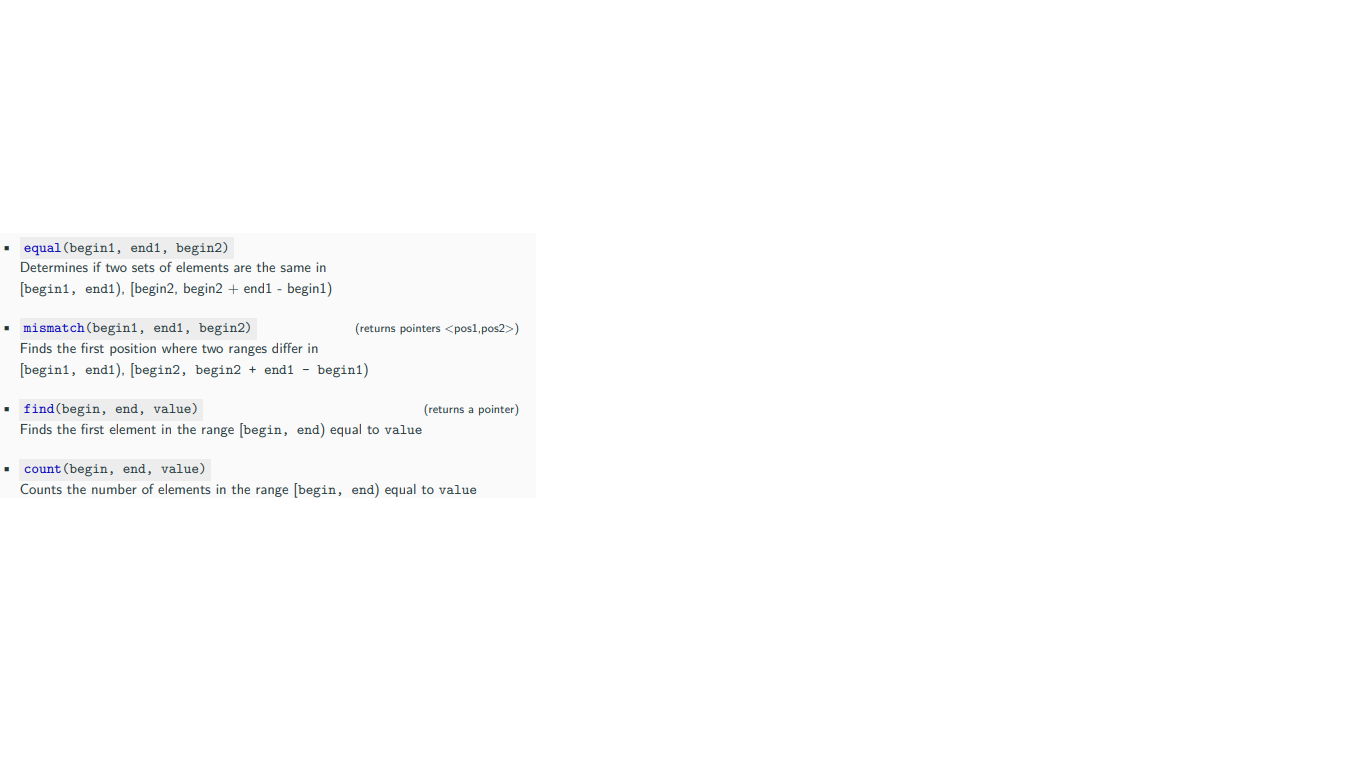 ▪ equal(begin1, end1, begin2)
Determines if two sets of elements are the same in
[begin1, end1), [begin2, begin2 + end1 - begin1)
▪ mismatch(begin1, end1, begin2) (returns pointers <pos1,pos2>)
Finds the first position where two ranges differ in
[begin1, end1), [begin2, begin2 + end1 - begin1)
▪ find(begin, end, value) (returns a pointer)
Finds the first element in the range [begin, end) equal to value
▪ count(begin, end, value)
Counts the number of elements in the range [begin, end) equal to value